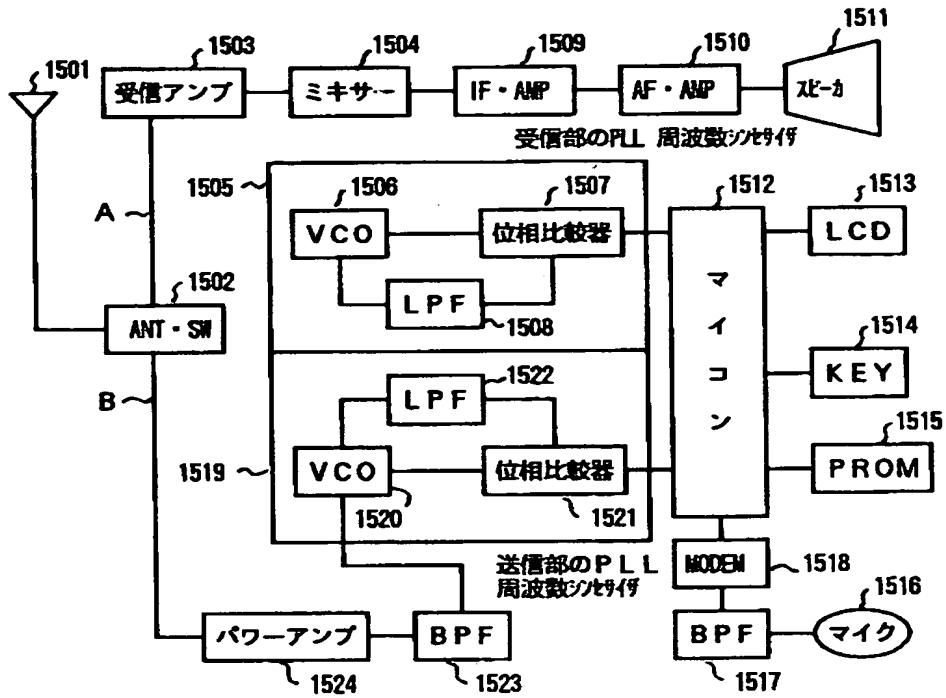 1501
1503
受信アンプ
1504
ミキサー
1509
IF・AMP
1510
AF・AMP
1511
スピーカ
受信部のPLL 周波数シンセサイザ
1505
1506
VCO
1507
位相比較器
LPF
1508
1512
マイコン
1513
LCD
A
1502
ANT・SW
B
1514
KEY
1522
LPF
1519
VCO
1520
位相比較器
1521
1515
PROM
送信部のPLL
周波数シンセサイザ
MODEM
1518
1516
マイク
BPF
1517
パワーアンプ
1524
BPF
1523